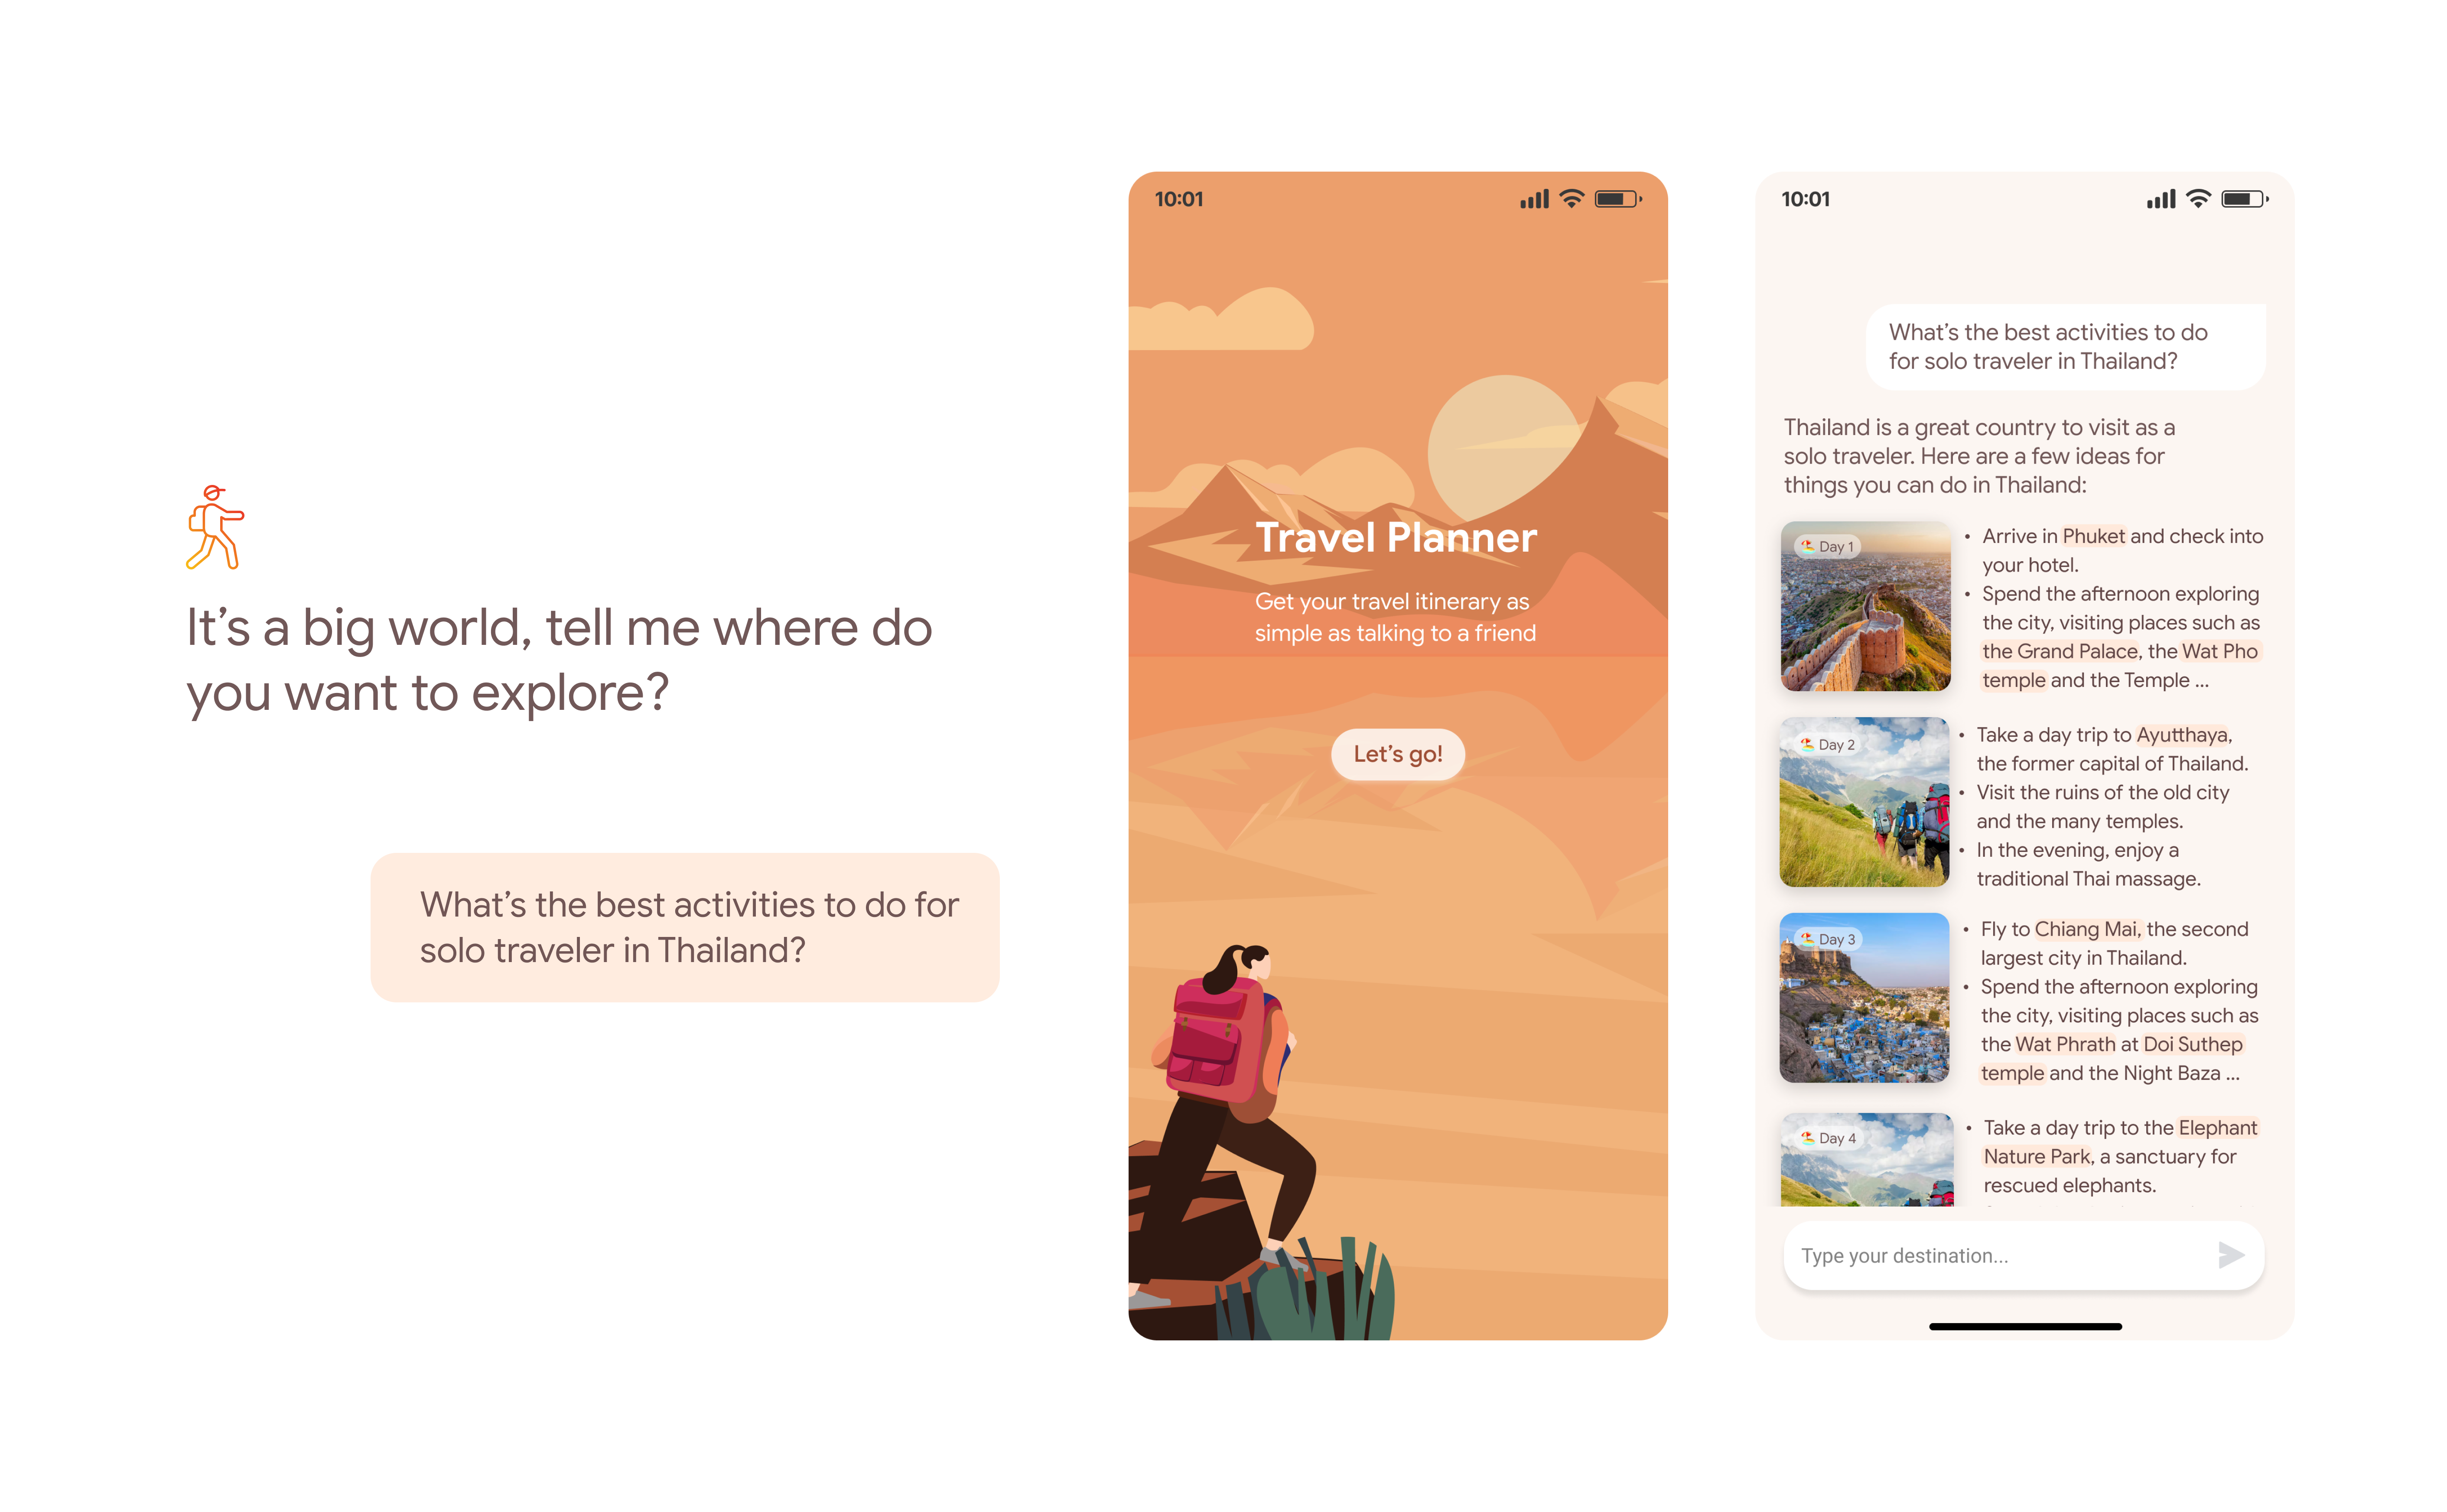 It’s a big world, tell me where do
you want to explore?
What’s the best activities to do for
solo traveler in Thailand?
10:01
Travel Planner
Get your travel itinerary as
simple as talking to a friend
Let’s go!
10:01
What’s the best activities to do
for solo traveler in Thailand?
Thailand is a great country to visit as a
solo traveler. Here are a few ideas for
things you can do in Thailand:
Day 1
• Arrive in Phuket and check into
your hotel.
• Spend the afternoon exploring
the city, visiting places such as
the Grand Palace, the Wat Pho
temple and the Temple ...
Day 2
• Take a day trip to Ayutthaya,
the former capital of Thailand.
• Visit the ruins of the old city
and the many temples.
• In the evening, enjoy a
traditional Thai massage.
Day 3
• Fly to Chiang Mai, the second
largest city in Thailand.
• Spend the afternoon exploring
the city, visiting places such as
the Wat Phrath at Doi Suthep
temple and the Night Baza ...
Day 4
• Take a day trip to the Elephant
Nature Park, a sanctuary for
rescued elephants.
Type your destination...